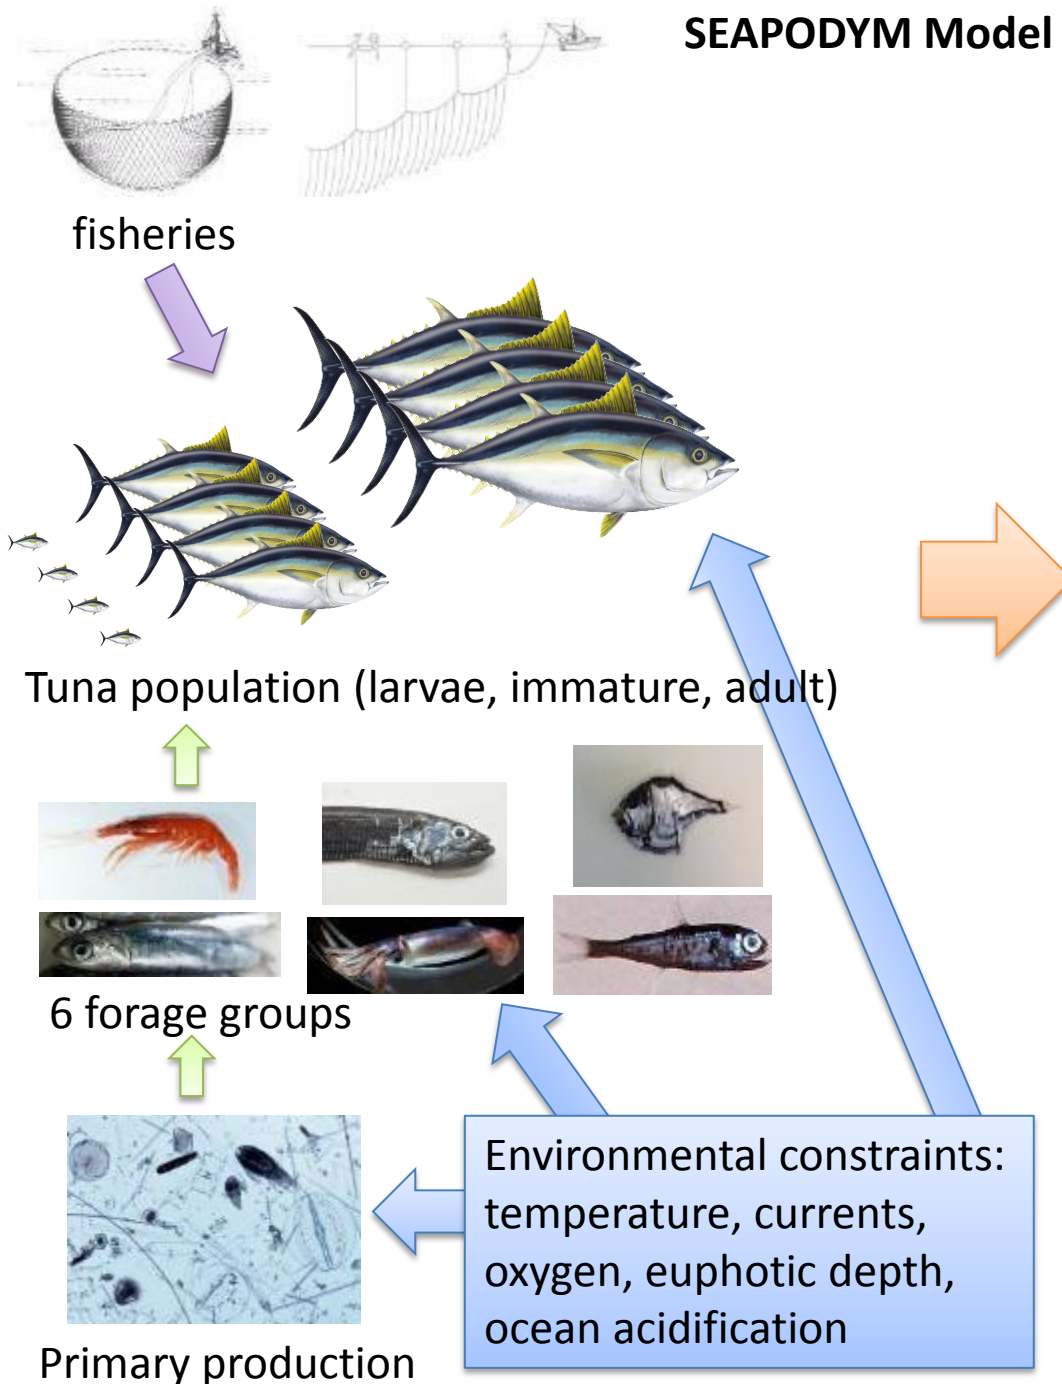 SEAPODYM Model
fisheries
Tuna population (larvae, immature, adult)
6 forage groups
Environmental constraints:
temperature, currents,
oxygen, euphotic depth,
ocean acidification
Primary production